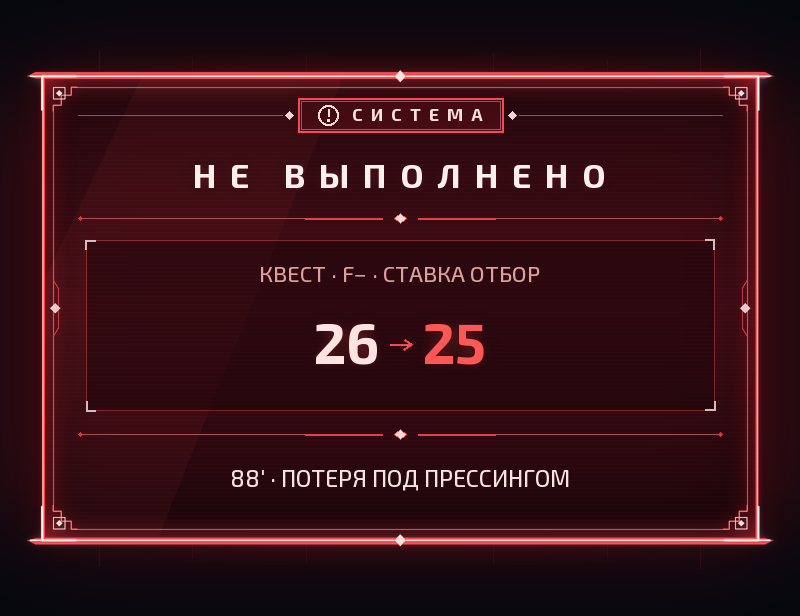 СИСТЕМА
НЕ ВЫПОЛНЕНО
КВЕСТ · F− · СТАВКА ОТБОР
26 → 25
88' · ПОТЕРЯ ПОД ПРЕССИНГОМ